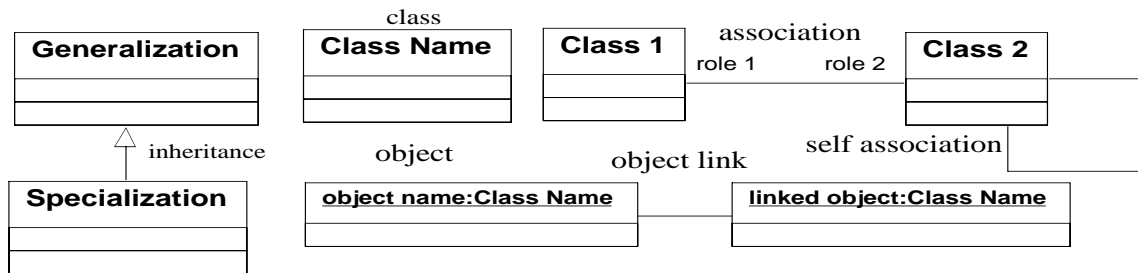 class
Generalization
Class Name
Class 1
association
Class 2
role 1
role 2
inheritance
object
object link
self association
Specialization
object name:Class Name
linked object:Class Name